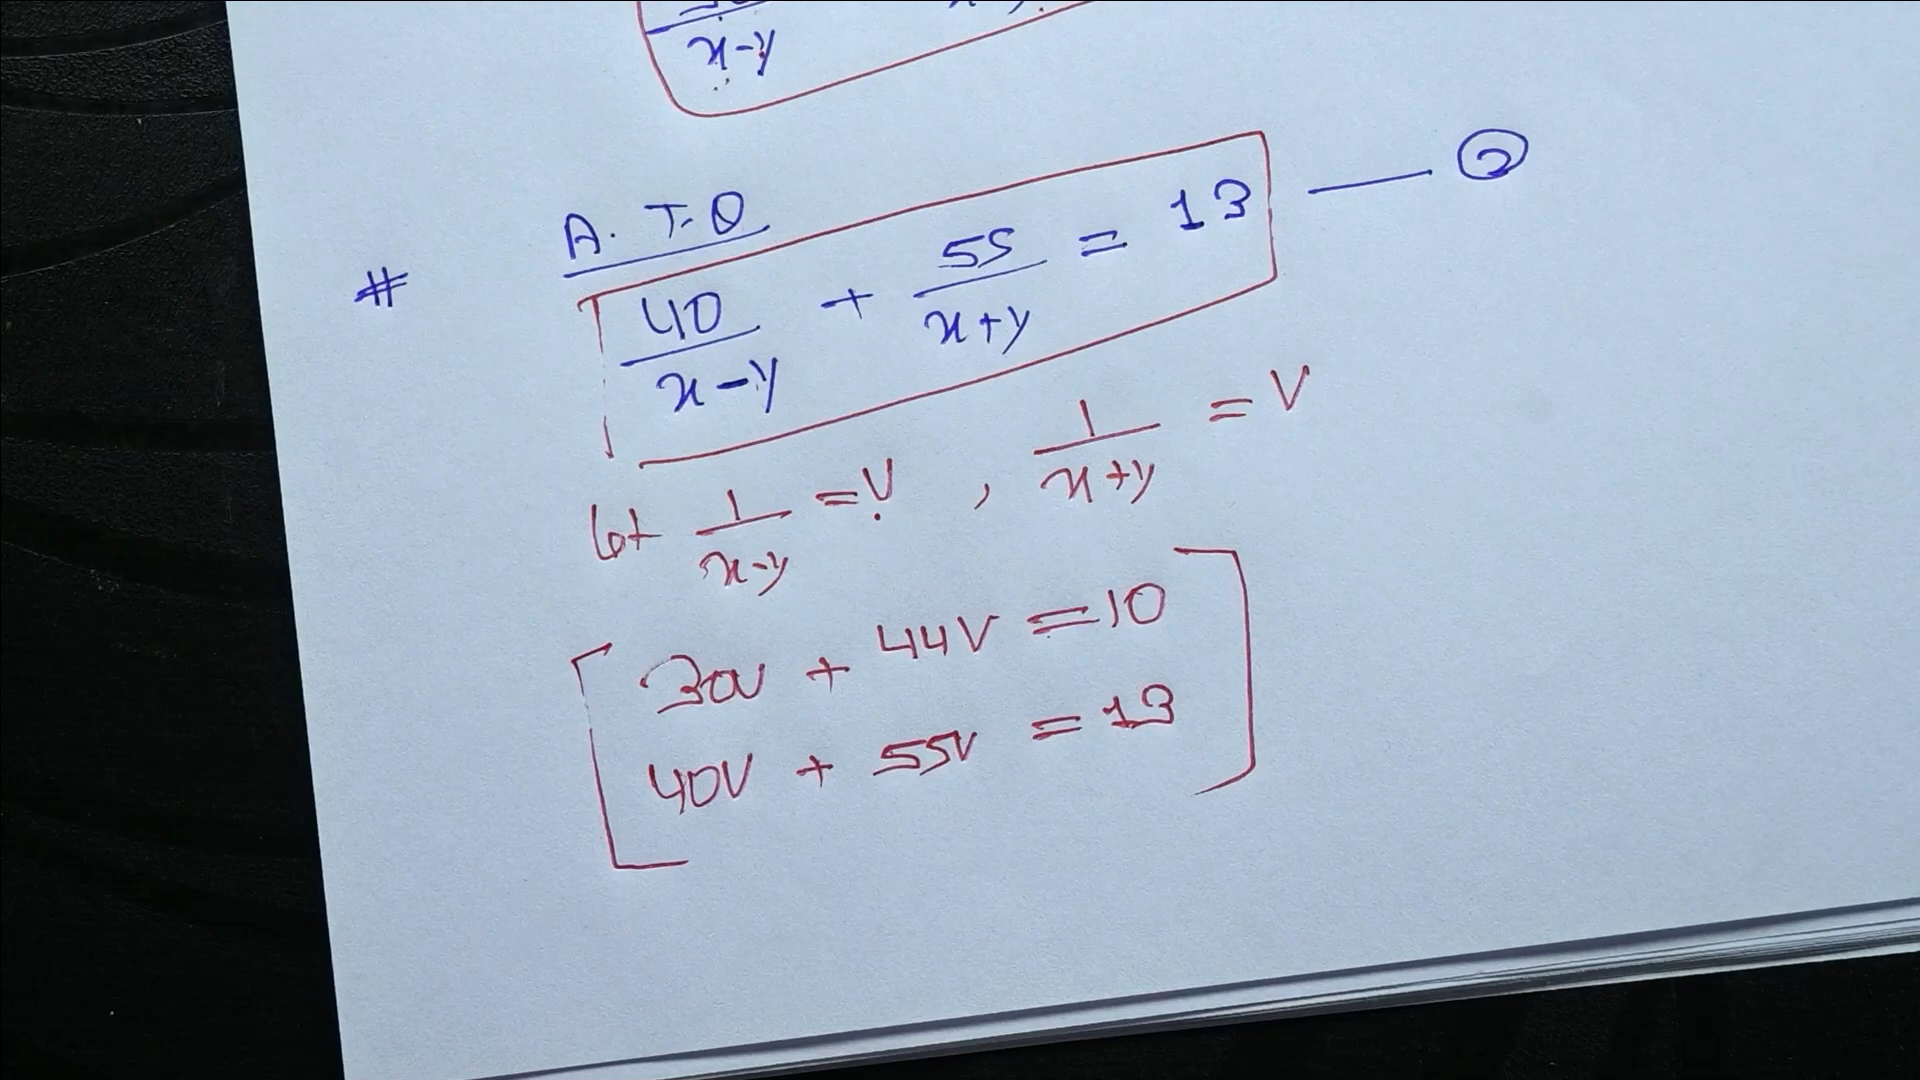 x-y
A. T.Q
# 40/x-y + 55/x+y = 13 — ②
let 1/x-y = U , 1/x+y = V
30U + 44V = 10
40U + 55V = 13